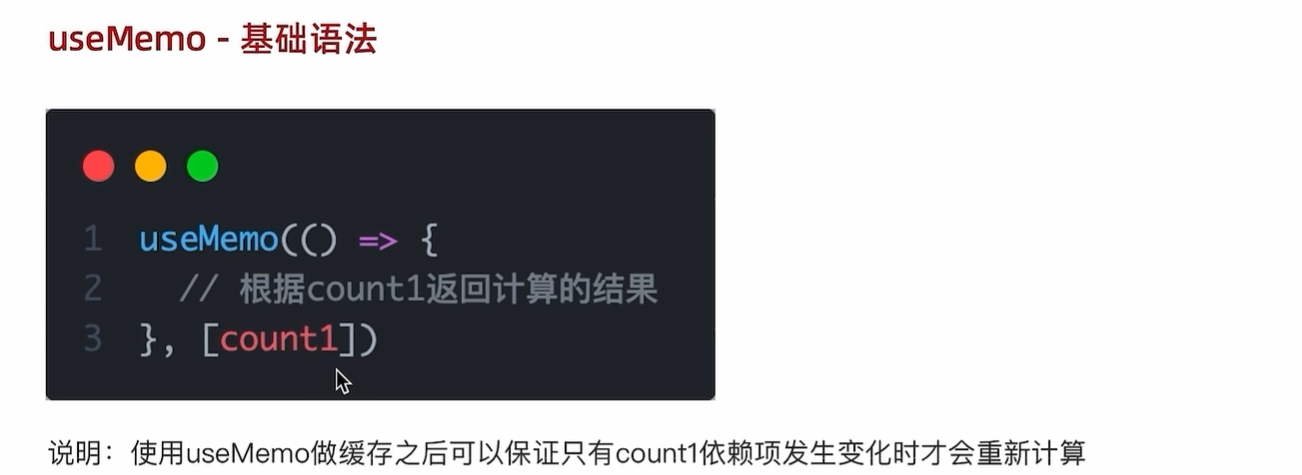 useMemo - 基础语法
1 useMemo(() => {
2 // 根据count1返回计算的结果
3 }, [count1])
说明：使用useMemo做缓存之后可以保证只有count1依赖项发生变化时才会重新计算